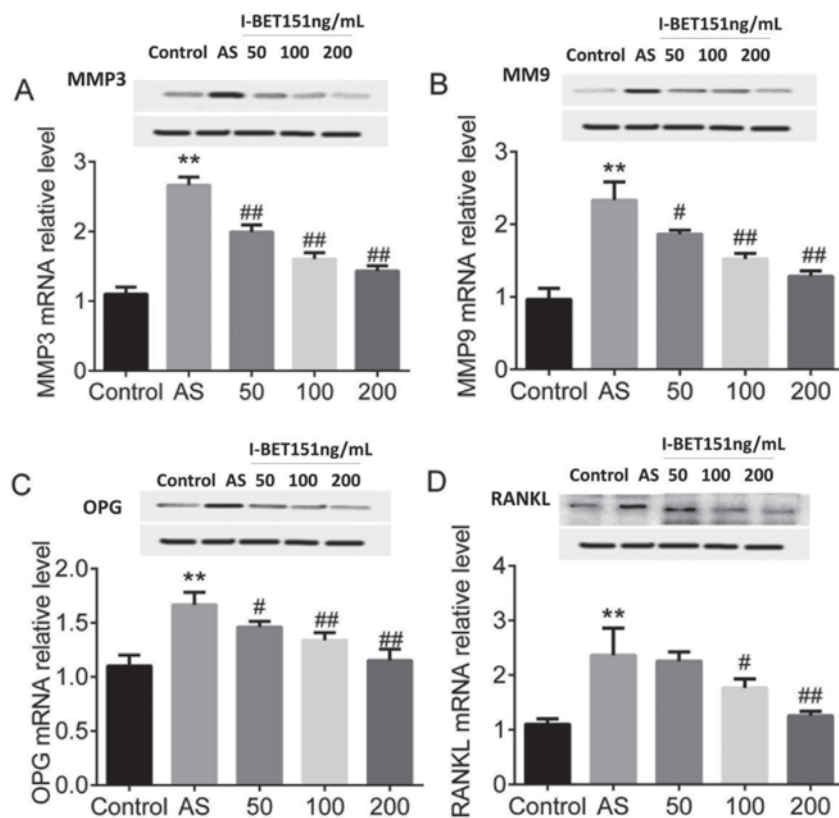 I-BET151ng/mL
Control AS 50 100 200
A
MMP3
MMP3 mRNA relative level
3
2
1
0
**
##
##
##
Control AS 50 100 200
I-BET151ng/mL
Control AS 50 100 200
B
MM9
MMP9 mRNA relative level
3
2
1
0
**
#
##
##
Control AS 50 100 200
I-BET151ng/mL
Control AS 50 100 200
C
OPG
OPG mRNA relative level
2.0
1.5
1.0
0.5
0.0
**
#
##
##
Control AS 50 100 200
I-BET151ng/mL
Control AS 50 100 200
D
RANKL
RANKL mRNA relative level
4
3
2
1
0
**
#
##
Control AS 50 100 200